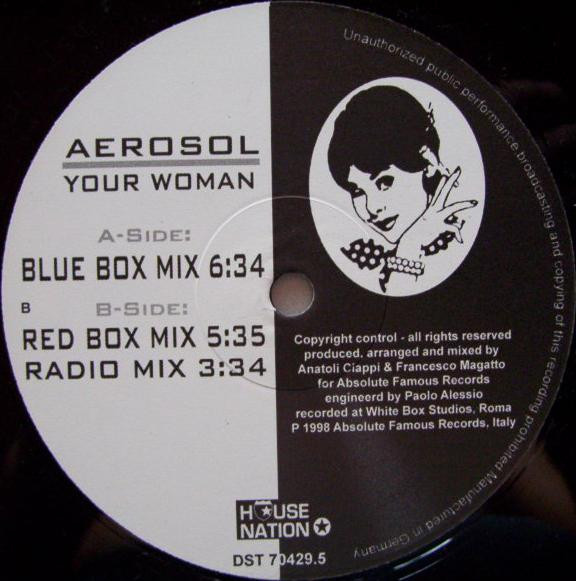 AEROSOL
YOUR WOMAN
A-SIDE:
BLUE BOX MIX 6:34
B
B-SIDE:
RED BOX MIX 5:35
RADIO MIX 3:34
Copyright control - all rights reserved
produced, arranged and mixed by
Anatoli Ciappi & Francesco Magatto
for Absolute Famous Records
engineerd by Paolo Alessio
recorded at White Box Studios, Roma
P 1998 Absolute Famous Records, Italy
HOUSE
NATION
DST 70429.5
Unauthorized public performance, broadcasting and copying of this recording prohibited Manufactured in Germany